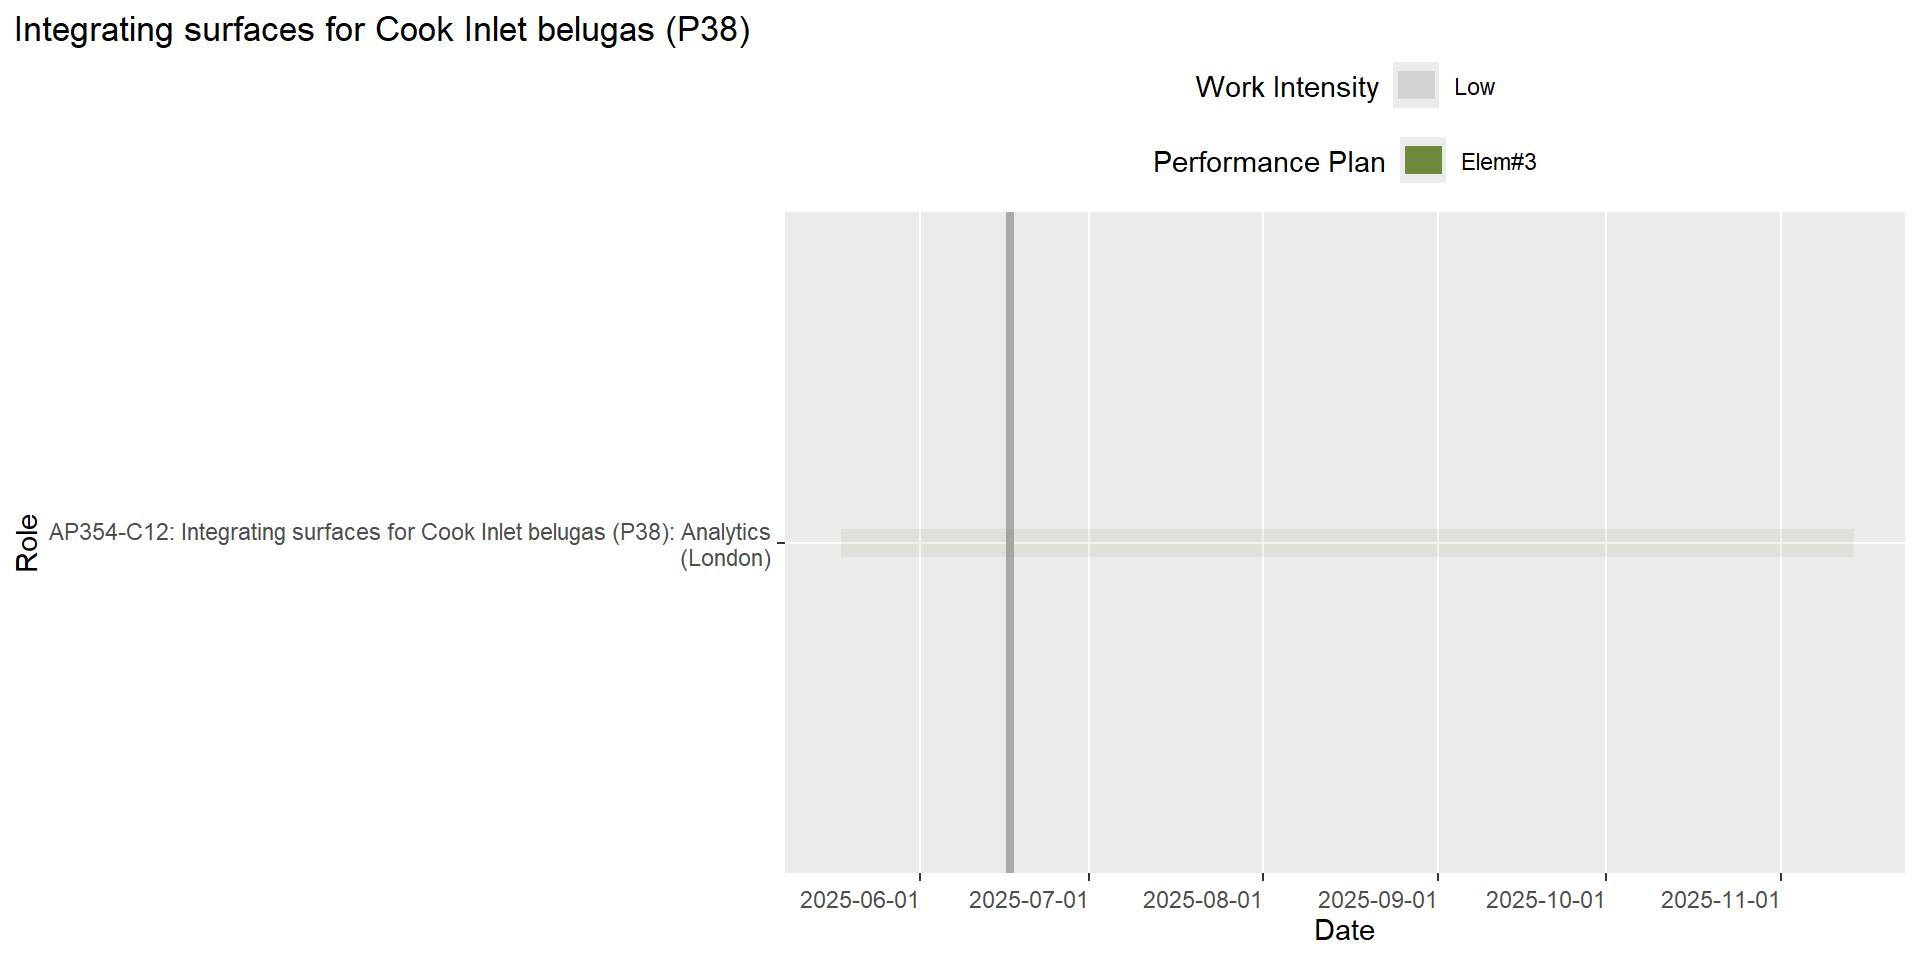 Integrating surfaces for Cook Inlet belugas (P38)
Work Intensity Low
Performance Plan Elem#3
Role
AP354-C12: Integrating surfaces for Cook Inlet belugas (P38): Analytics
(London)
2025-06-01 2025-07-01 2025-08-01 2025-09-01 2025-10-01 2025-11-01
Date